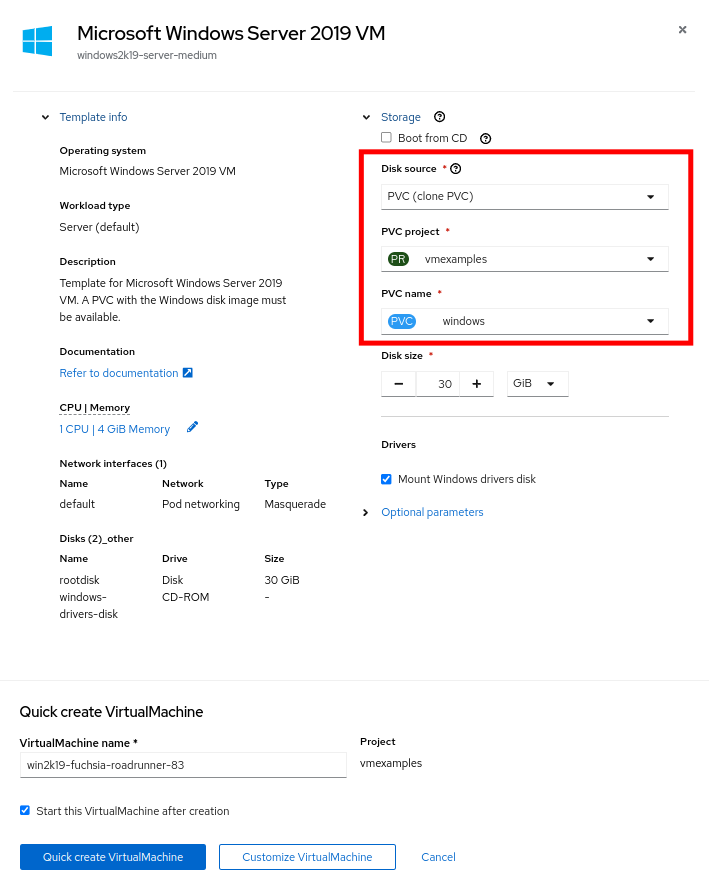 Microsoft Windows Server 2019 VM
windows2k19-server-medium
Template info
Operating system
Microsoft Windows Server 2019 VM
Workload type
Server (default)
Description
Template for Microsoft Windows Server 2019
VM. A PVC with the Windows disk image must
be available.
Documentation
Refer to documentation
CPU | Memory
1 CPU | 4 GiB Memory
Network interfaces (1)
Name Network Type
default Pod networking Masquerade
Disks (2)_other
Name Drive Size
rootdisk Disk 30 GiB
windows- CD-ROM -
drivers-disk
Storage
Boot from CD
Disk source *
PVC (clone PVC)
PVC project *
PR vmexamples
PVC name *
PVC windows
Disk size *
30 GiB
Drivers
Mount Windows drivers disk
Optional parameters
Quick create VirtualMachine
VirtualMachine name *
win2k19-fuchsia-roadrunner-83
Project
vmexamples
Start this VirtualMachine after creation
Quick create VirtualMachine Customize VirtualMachine Cancel